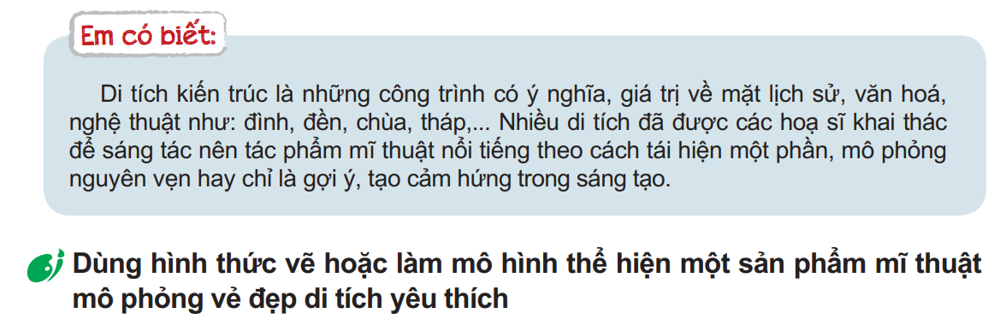 Em có biết:
Di tích kiến trúc là những công trình có ý nghĩa, giá trị về mặt lịch sử, văn hoá,
nghệ thuật như: đình, đền, chùa, tháp,... Nhiều di tích đã được các hoạ sĩ khai thác
để sáng tác nên tác phẩm mĩ thuật nổi tiếng theo cách tái hiện một phần, mô phỏng
nguyên vẹn hay chỉ là gợi ý, tạo cảm hứng trong sáng tạo.
Dùng hình thức vẽ hoặc làm mô hình thể hiện một sản phẩm mĩ thuật
mô phỏng vẻ đẹp di tích yêu thích